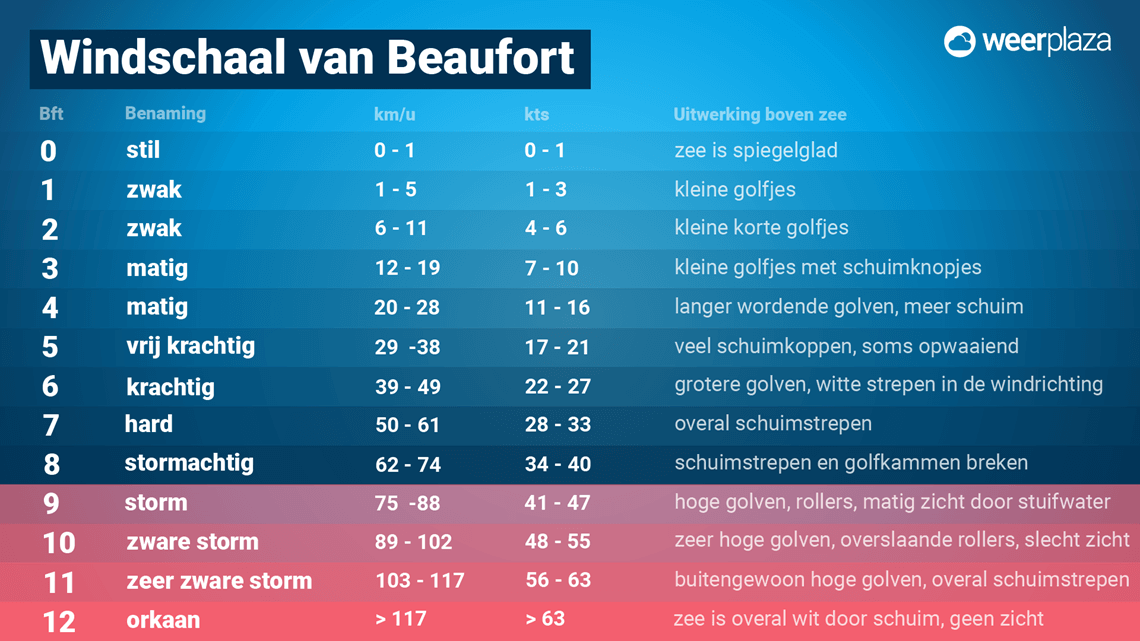 Windschaal van Beaufort
weerplaza
Bft Benaming km/u kts Uitwerking boven zee
0 stil 0 - 1 0 - 1 zee is spiegelglad
1 zwak 1 - 5 1 - 3 kleine golfjes
2 zwak 6 - 11 4 - 6 kleine korte golfjes
3 matig 12 - 19 7 - 10 kleine golfjes met schuimknopjes
4 matig 20 - 28 11 - 16 langer wordende golven, meer schuim
5 vrij krachtig 29 -38 17 - 21 veel schuimkoppen, soms opwaaiend
6 krachtig 39 - 49 22 - 27 grotere golven, witte strepen in de windrichting
7 hard 50 - 61 28 - 33 overal schuimstrepen
8 stormachtig 62 - 74 34 - 40 schuimstrepen en golfkammen breken
9 storm 75 -88 41 - 47 hoge golven, rollers, matig zicht door stuifwater
10 zware storm 89 - 102 48 - 55 zeer hoge golven, overslaande rollers, slecht zicht
11 zeer zware storm 103 - 117 56 - 63 buitengewoon hoge golven, overal schuimstrepen
12 orkaan > 117 > 63 zee is overal wit door schuim, geen zicht